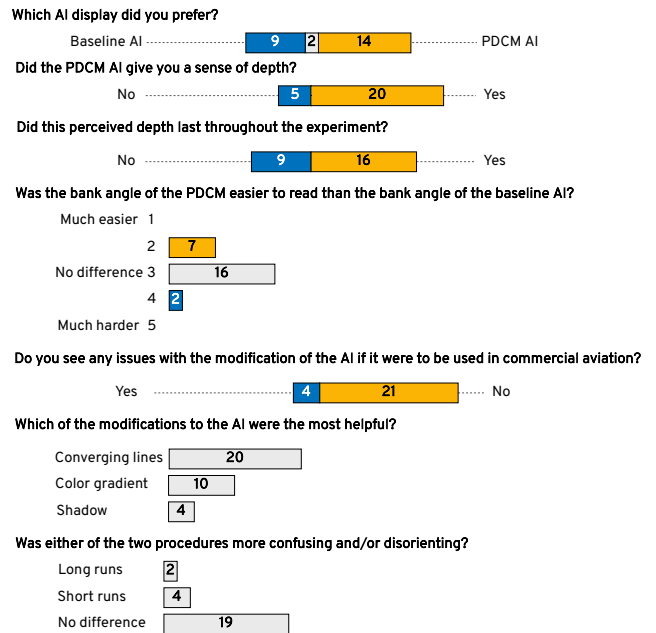 Which AI display did you prefer?
Baseline AI 9 2 14 PDCM AI
Did the PDCM AI give you a sense of depth?
No 5 20 Yes
Did this perceived depth last throughout the experiment?
No 9 16 Yes
Was the bank angle of the PDCM easier to read than the bank angle of the baseline AI?
Much easier 1
2 7
No difference 3 16
4 2
Much harder 5
Do you see any issues with the modification of the AI if it were to be used in commercial aviation?
Yes 4 21 No
Which of the modifications to the AI were the most helpful?
Converging lines 20
Color gradient 10
Shadow 4
Was either of the two procedures more confusing and/or disorienting?
Long runs 2
Short runs 4
No difference 19